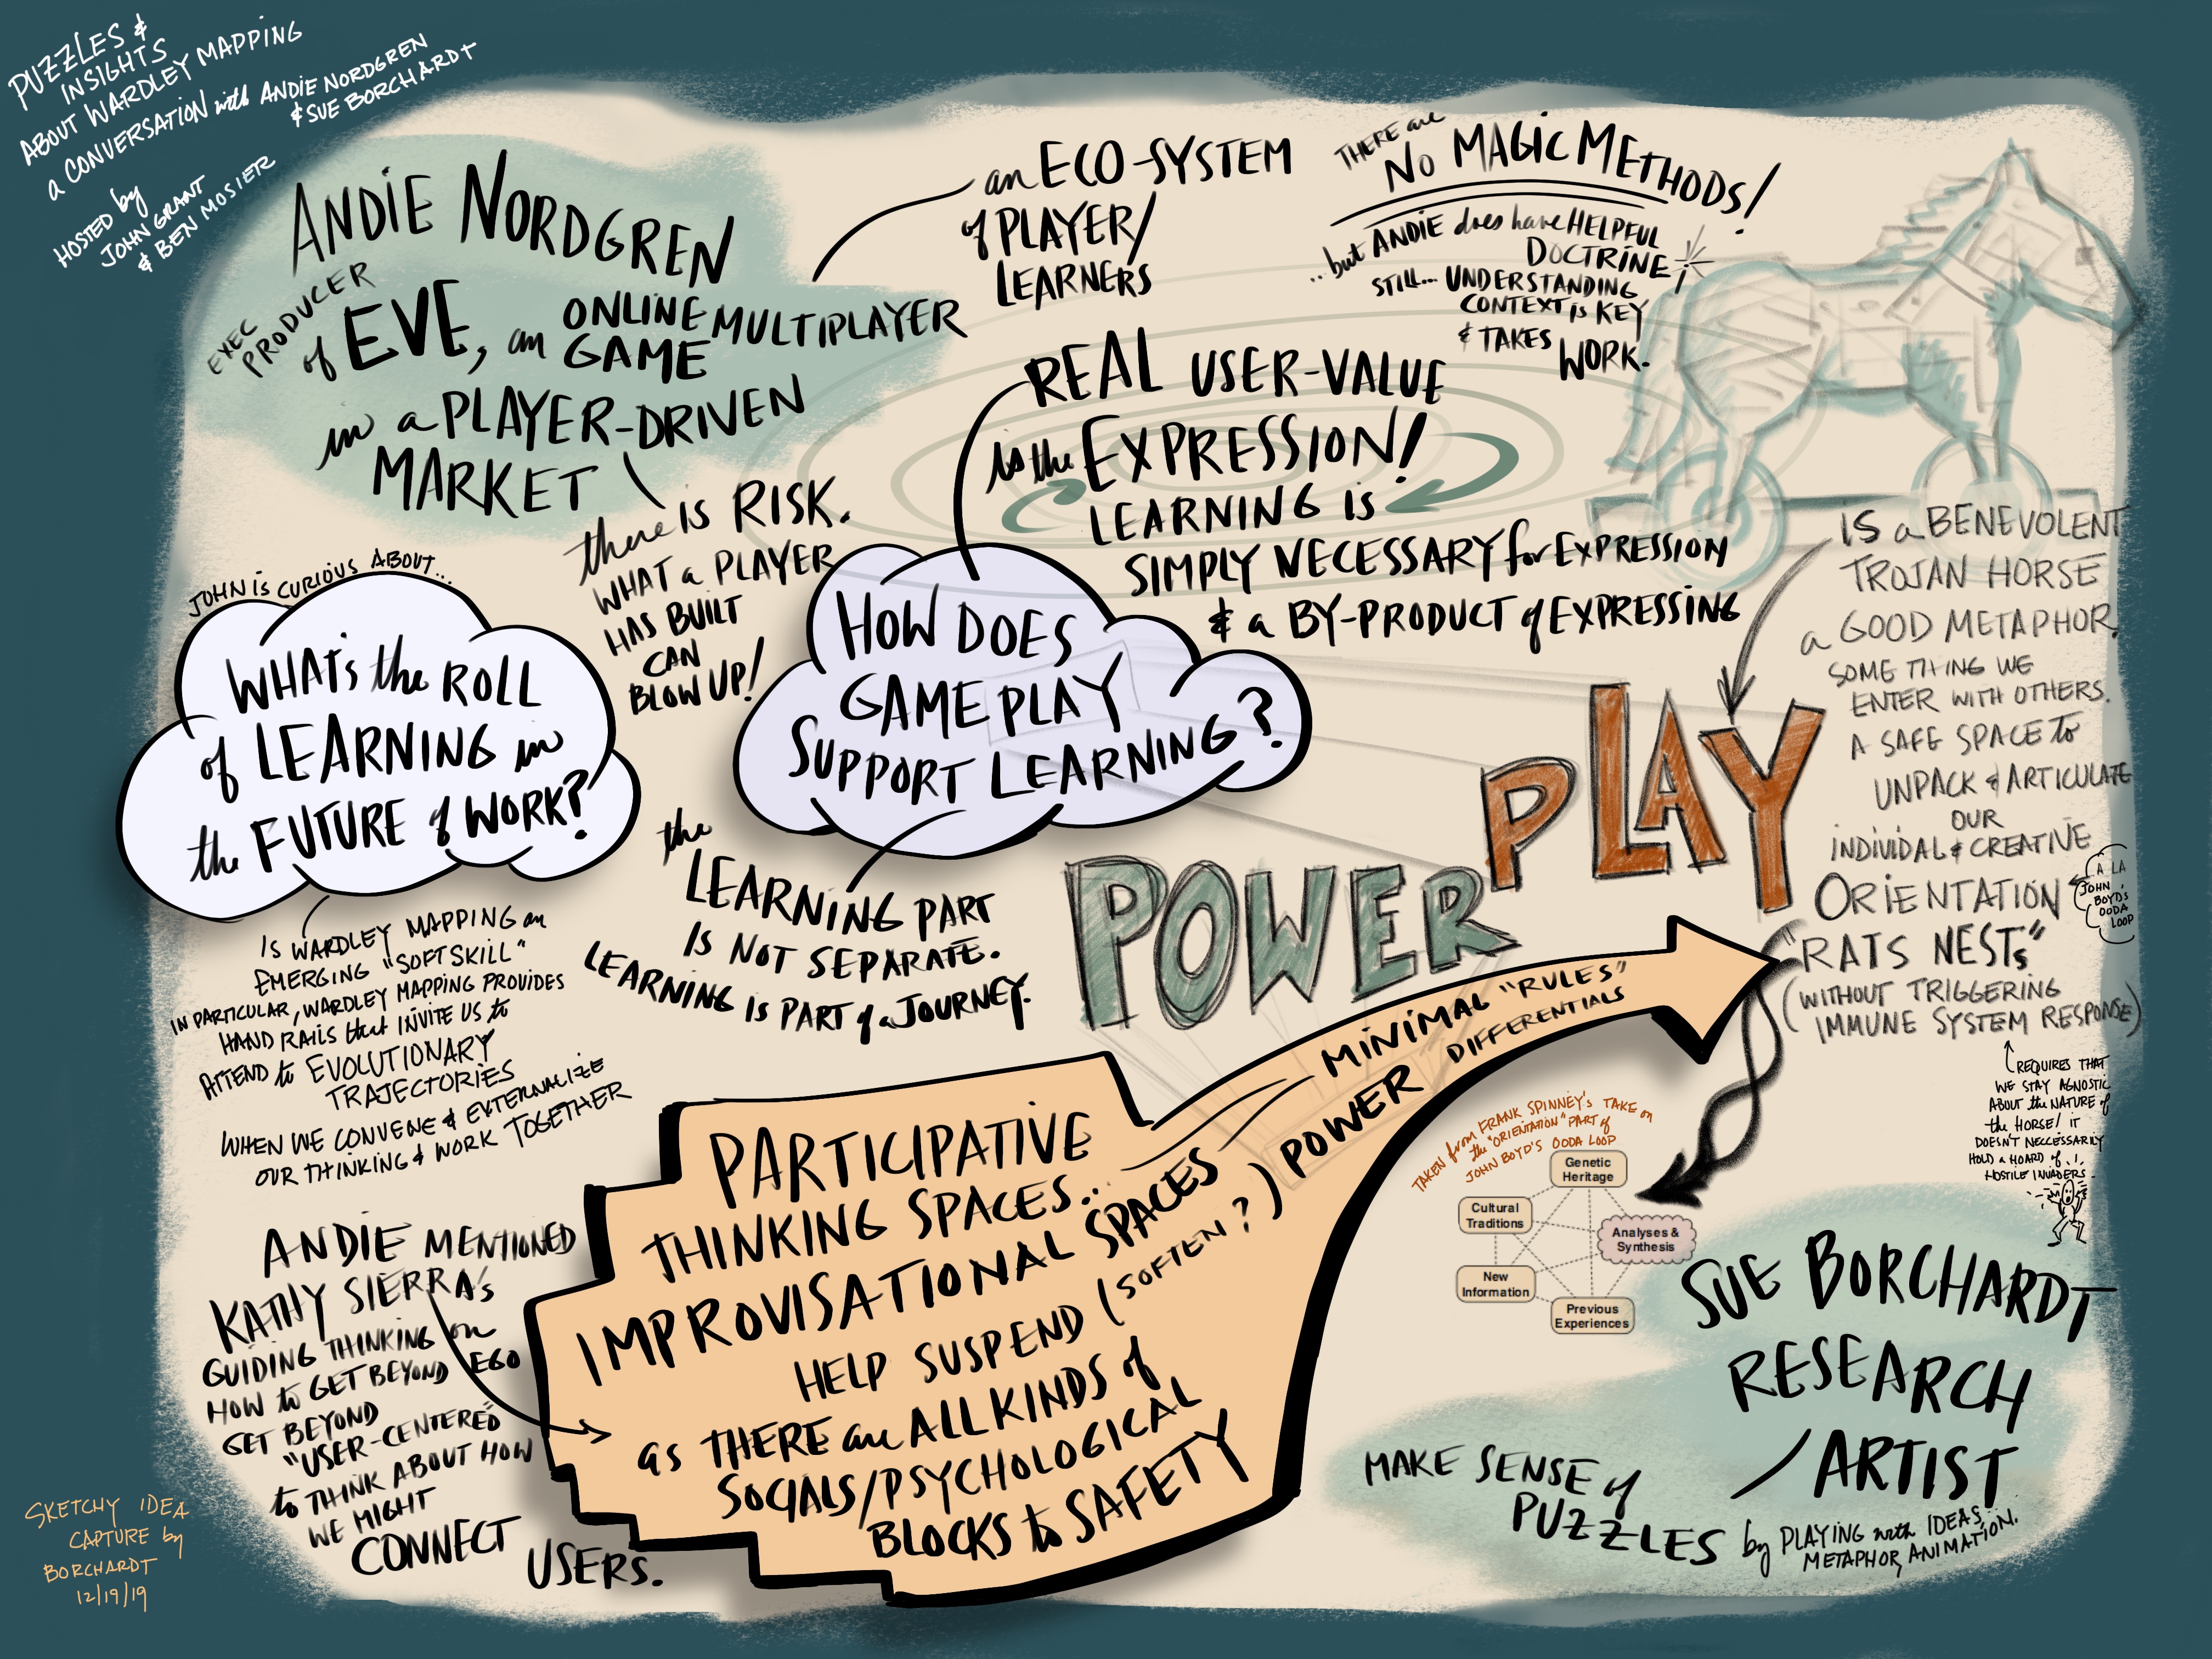 PUZZLES &
INSIGHTS
ABOUT WARDLEY MAPPING
a CONVERSATION with ANDIE NORDGREN
& SUE BORCHARDT
HOSTED by
JOHN GRANT
& BEN MOSIER
ANDIE NORDGREN
EXEC
PRODUCER
of EVE, an ONLINE MULTIPLAYER
GAME
in a PLAYER-DRIVEN
MARKET
an ECO-SYSTEM
of PLAYER/
LEARNERS
THERE are
NO MAGIC METHODS!
...but ANDIE does have HELPFUL
DOCTRINE
STILL... UNDERSTANDING
CONTEXT is KEY
& TAKES WORK.
there IS RISK.
WHAT a PLAYER
HAS BUILT
CAN
BLOW UP!
REAL USER-VALUE
is the EXPRESSION!
LEARNING IS
SIMPLY NECESSARY for EXPRESSION
& a BY-PRODUCT of EXPRESSING
JOHN IS CURIOUS ABOUT...
WHAT'S the ROLL
of LEARNING in
the FUTURE of WORK?
HOW DOES
GAME PLAY
SUPPORT LEARNING?
the
LEARNING PART
IS NOT SEPARATE.
LEARNING IS PART of a JOURNEY.
IS WARDLEY MAPPING an
EMERGING "SOFT SKILL"
IN PARTICULAR, WARDLEY MAPPING PROVIDES
HAND RAILS that INVITE US to
ATTEND to EVOLUTIONARY
TRAJECTORIES
WHEN WE CONVENE & EXTERNALIZE
OUR THINKING & WORK TOGETHER
ANDIE MENTIONED
KATHY SIERRA's
GUIDING THINKING on
HOW to GET BEYOND EGO
GET BEYOND
"USER-CENTERED"
to THINK ABOUT HOW
WE MIGHT
CONNECT USERS.
POWER PLAY
IS a BENEVOLENT
TROJAN HORSE
a GOOD METAPHOR.
SOME THING WE
ENTER WITH OTHERS.
A SAFE SPACE to
UNPACK & ARTICULATE
OUR
INDIVIDAL & CREATIVE
ORIENTATION
A LA
JOHN
BOYD'S
OODA
LOOP
"RATS NESTs"
(WITHOUT TRIGGERING
IMMUNE SYSTEM RESPONSE)
REQUIRES THAT
WE STAY AGNOSTIC
ABOUT the NATURE of
the HORSE! IT
DOESN'T NECCESSARILY
HOLD a HOARD of
HOSTILE INVADERS.
PARTICIPATIVE
THINKING SPACES...
IMPROVISATIONAL SPACES
HELP SUSPEND (SOFTEN?) POWER DIFFERENTIALS
MINIMAL "RULES"
as THERE are ALL KINDS of
SOCIALS/PSYCHOLOGICAL
BLOCKS to SAFETY
TAKEN from FRANK SPINNEY's TAKE on
the "ORIENTATION" PART of
JOHN BOYD'S OODA LOOP
Genetic
Heritage
Cultural
Traditions
Analyses &
Synthesis
New
Information
Previous
Experiences
SUE BORCHARDT
RESEARCH
/ARTIST
MAKE SENSE of
PUZZLES by PLAYING with IDEAS,
METAPHOR, ANIMATION.
SKETCHY IDEA
CAPTURE by
BORCHARDT
12/19/19